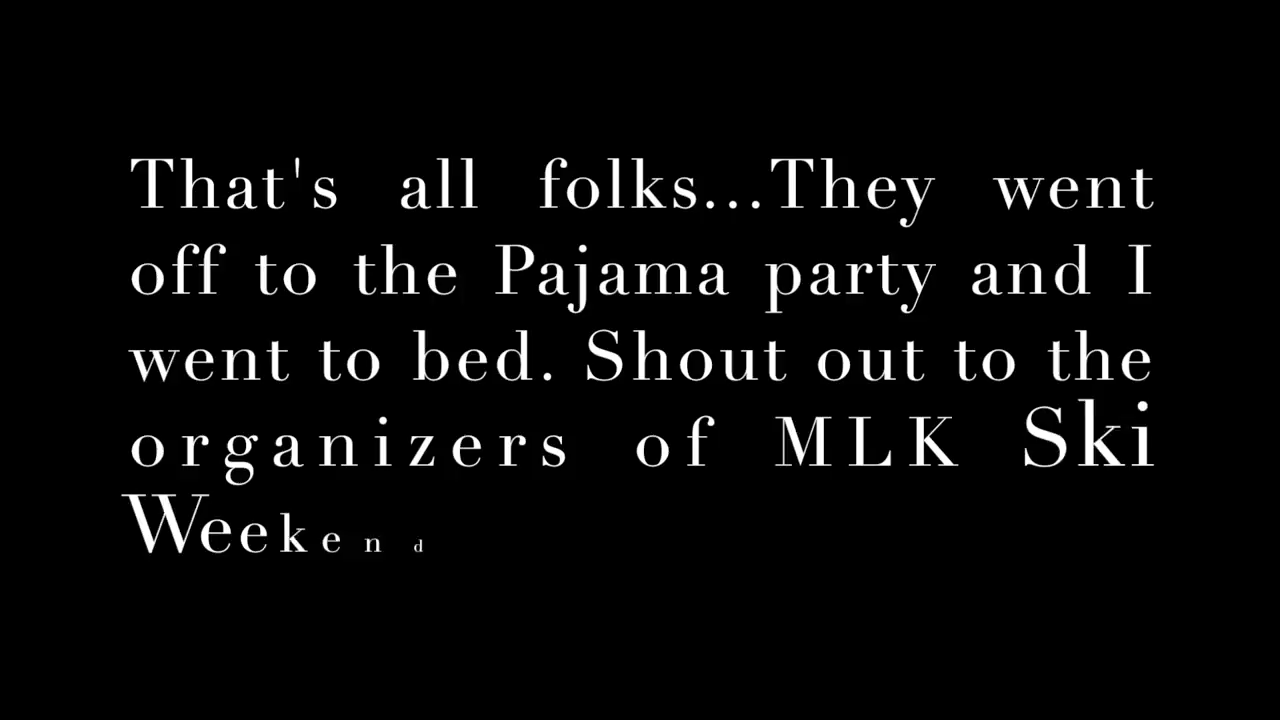 That's all folks...They went
off to the Pajama party and I
went to bed. Shout out to the
organizers of MLK Ski
Weekend